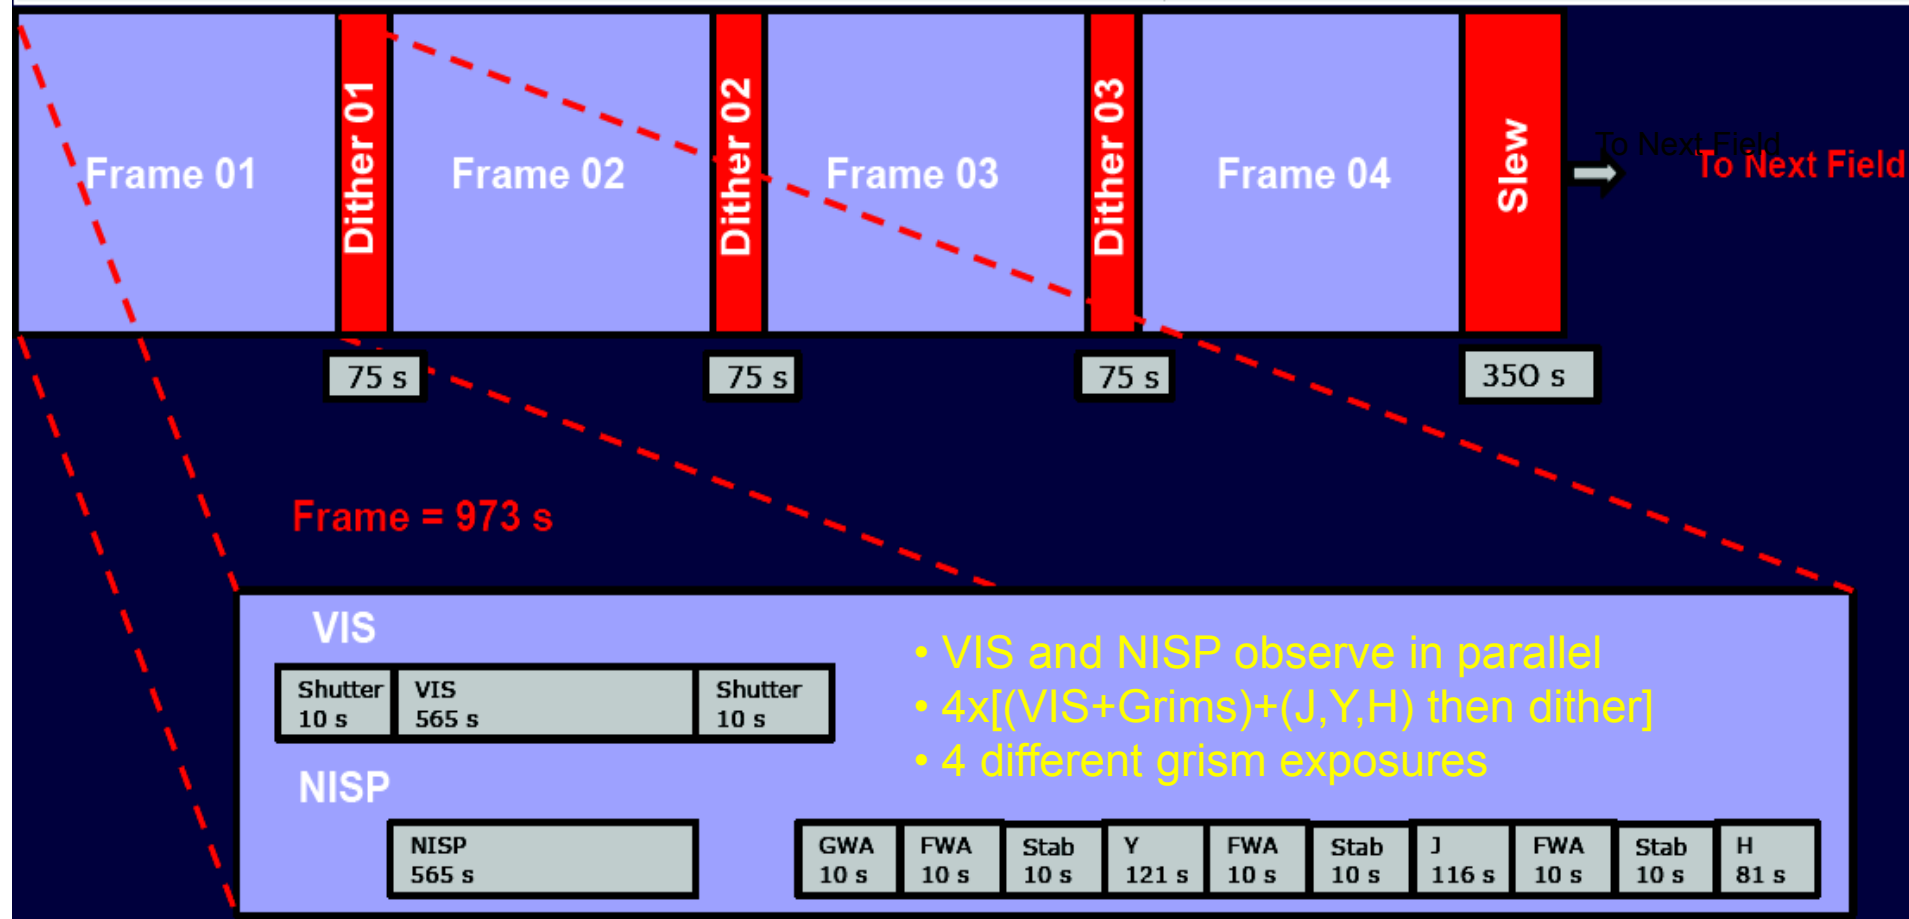 Frame 01
Dither 01
Frame 02
Dither 02
Frame 03
Dither 03
Frame 04
Slew
To Next Field
To Next Field
75 s
75 s
75 s
350 s
Frame = 973 s
VIS
Shutter
10 s
VIS
565 s
Shutter
10 s
• VIS and NISP observe in parallel
• 4x[(VIS+Grims)+(J,Y,H) then dither]
• 4 different grism exposures
NISP
NISP
565 s
GWA
10 s
FWA
10 s
Stab
10 s
Y
121 s
FWA
10 s
Stab
10 s
J
116 s
FWA
10 s
Stab
10 s
H
81 s